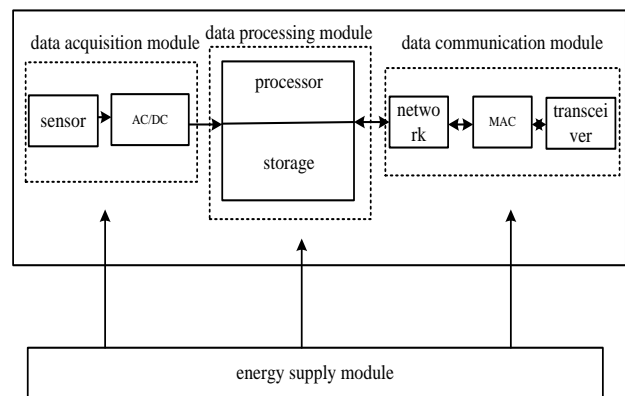 data acquisition module
data processing module
data communication module
sensor
AC/DC
processor
storage
netwo
rk
MAC
transcei
ver
energy supply module